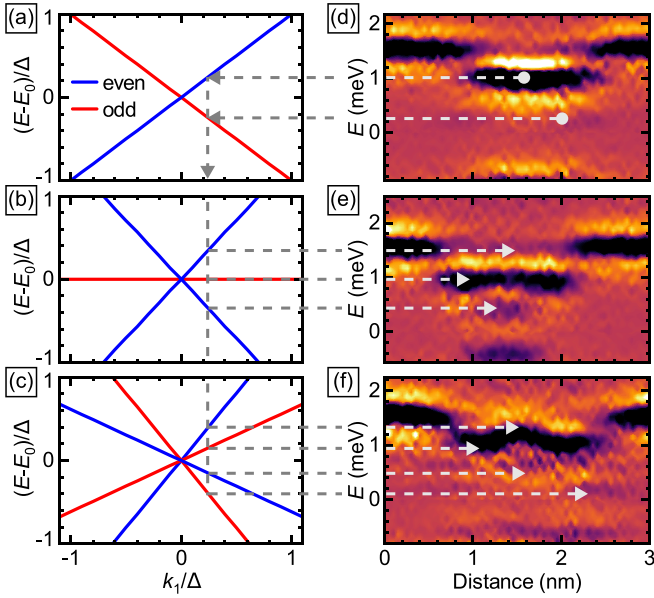 (a)
(E-E₀)/Δ
1
0
-1
even
odd
(d)
E (meV)
2
1
0
(b)
(E-E₀)/Δ
1
0
-1
(e)
E (meV)
2
1
0
(c)
(E-E₀)/Δ
1
0
-1
-1 0 1
k₁/Δ
(f)
E (meV)
2
1
0
0 1 2 3
Distance (nm)